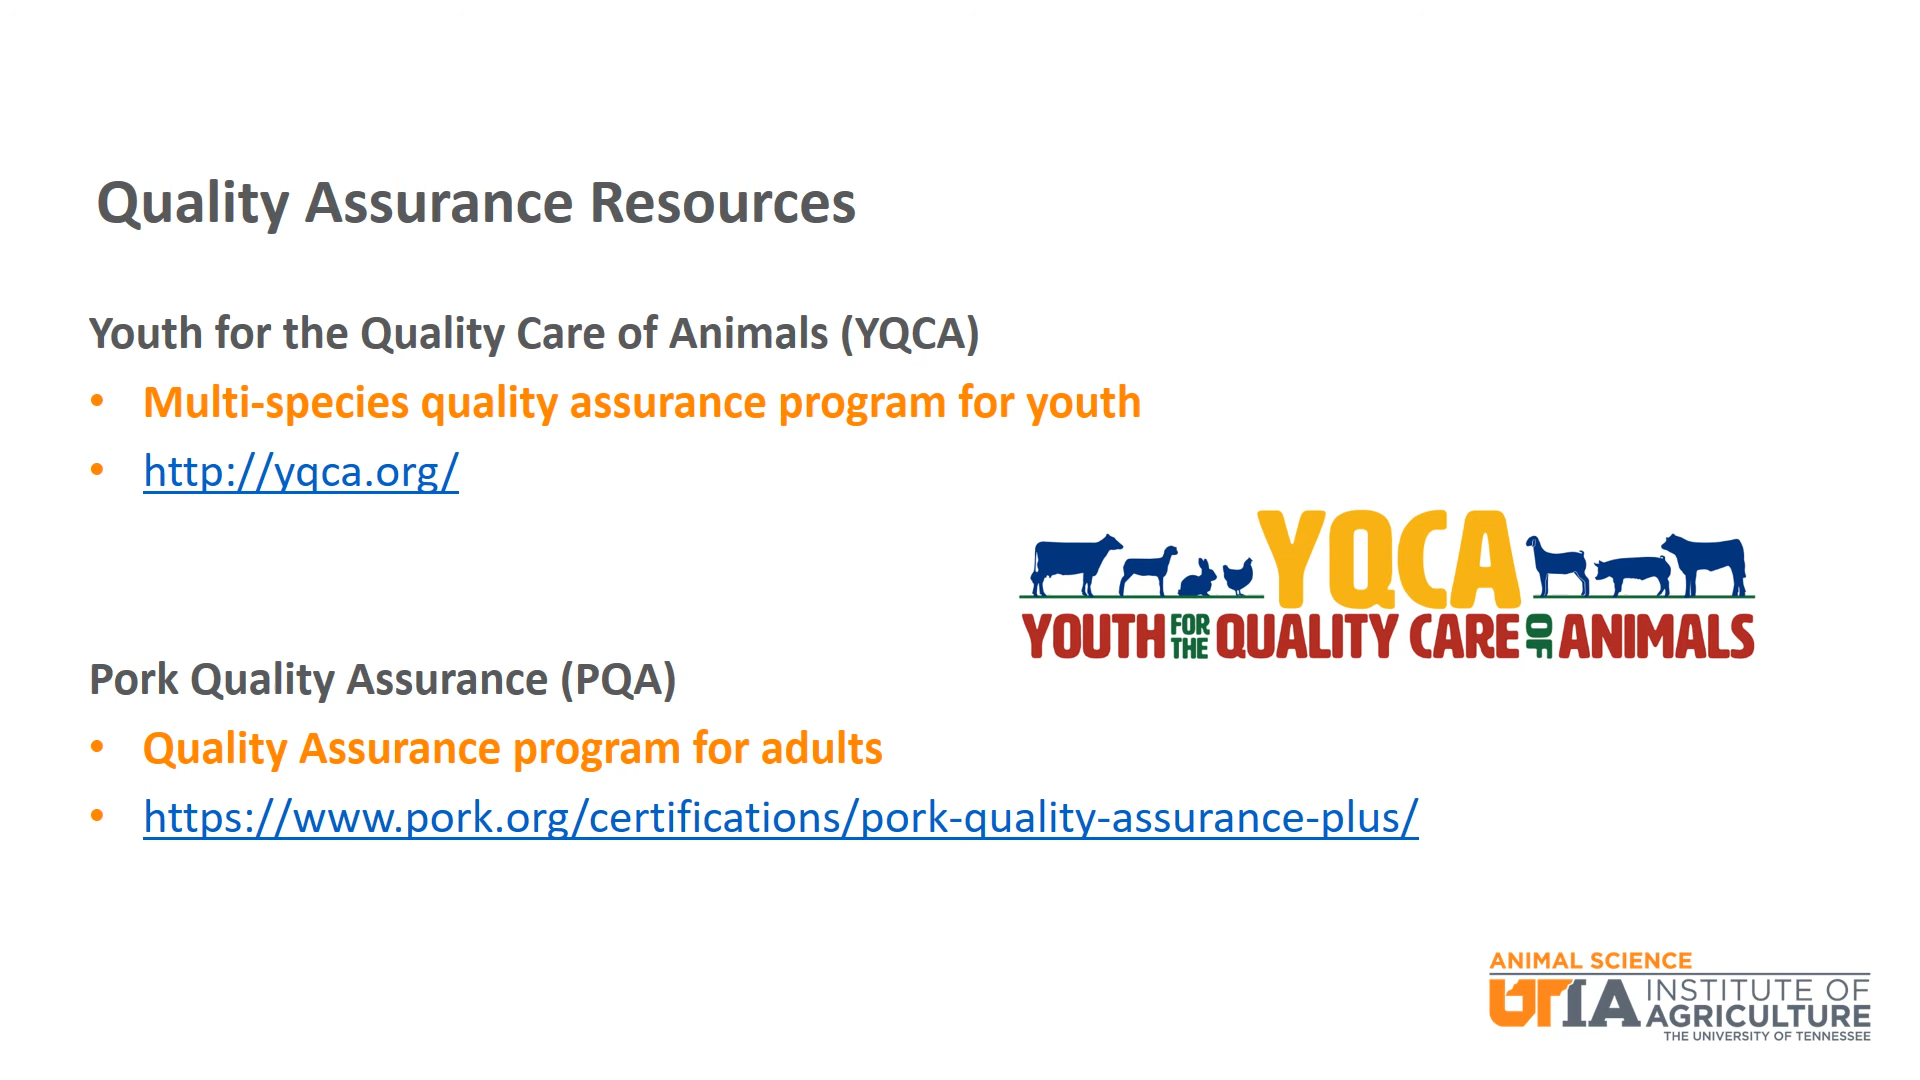 Quality Assurance Resources
Youth for the Quality Care of Animals (YQCA)
• Multi-species quality assurance program for youth
• http://yqca.org/
YQCA
YOUTH FOR THE QUALITY CARE OF ANIMALS
Pork Quality Assurance (PQA)
• Quality Assurance program for adults
• https://www.pork.org/certifications/pork-quality-assurance-plus/
ANIMAL SCIENCE
UTIA INSTITUTE OF
AGRICULTURE
THE UNIVERSITY OF TENNESSEE